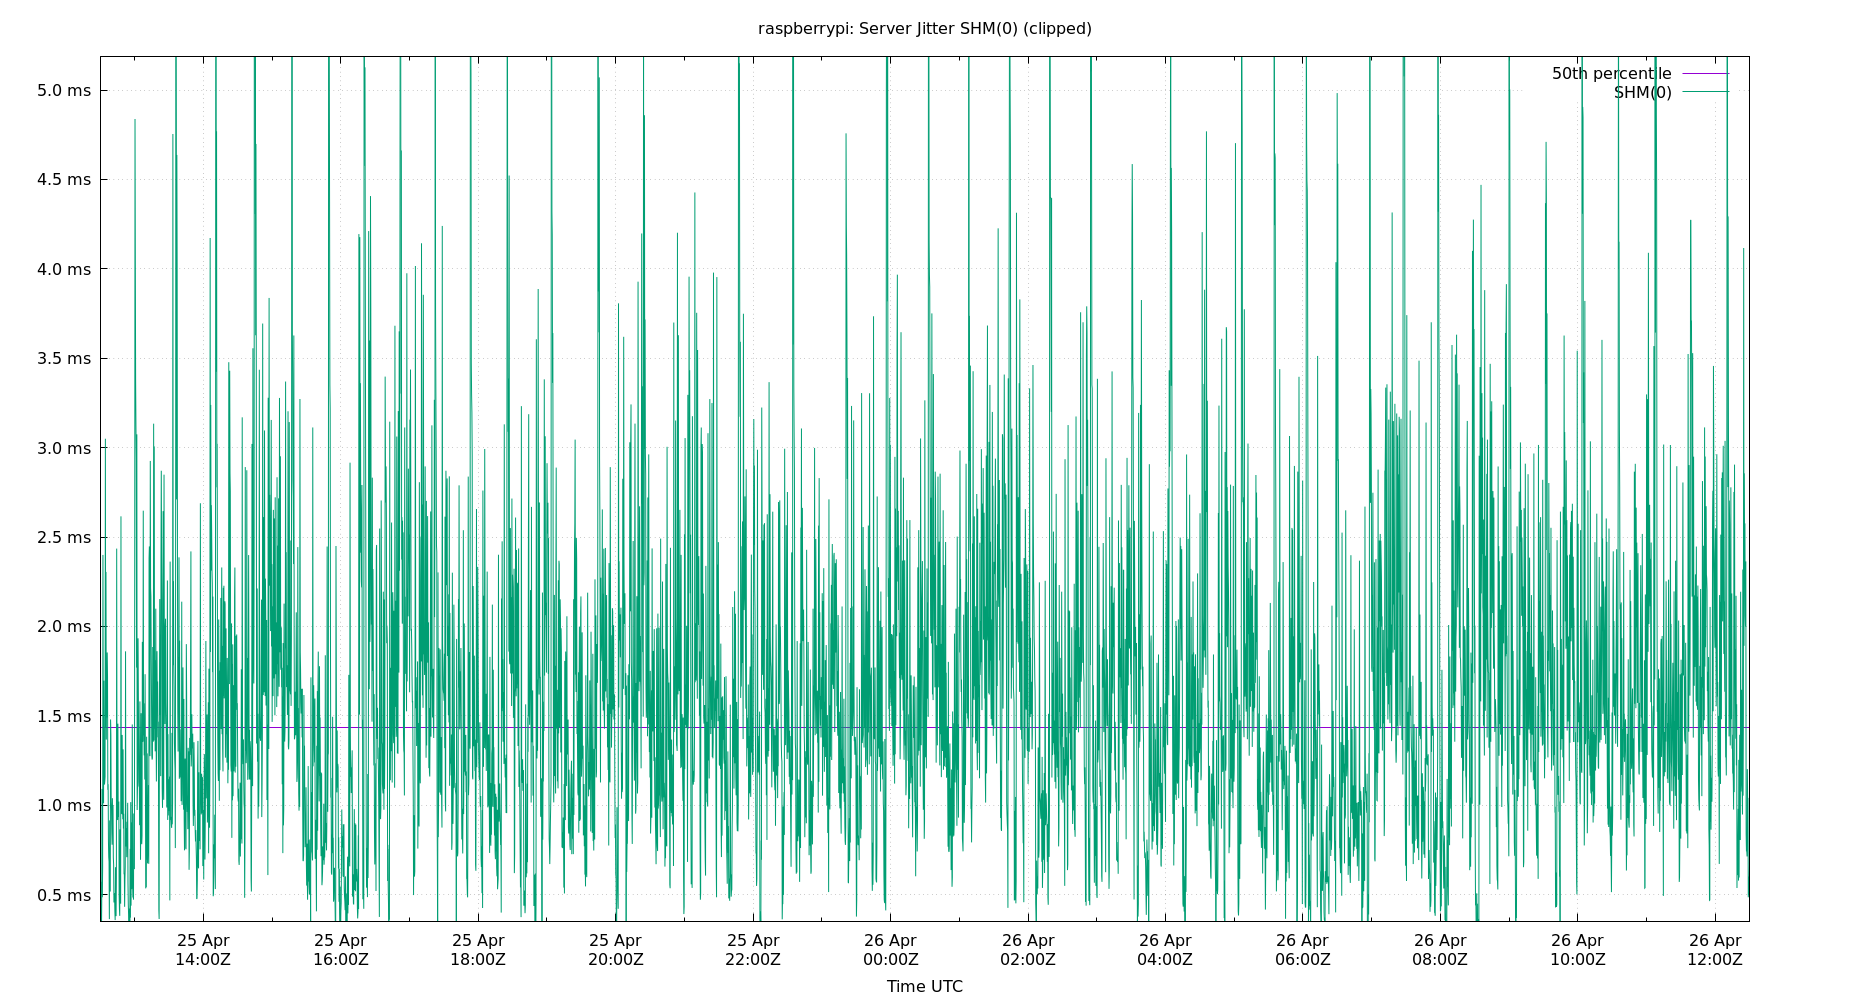 raspberrypi: Server Jitter SHM(0) (clipped)
50th percentile
SHM(0)
5.0 ms
4.5 ms
4.0 ms
3.5 ms
3.0 ms
2.5 ms
2.0 ms
1.5 ms
1.0 ms
0.5 ms
25 Apr 25 Apr 25 Apr 25 Apr 25 Apr 26 Apr 26 Apr 26 Apr 26 Apr 26 Apr 26 Apr 26 Apr
14:00Z 16:00Z 18:00Z 20:00Z 22:00Z 00:00Z 02:00Z 04:00Z 06:00Z 08:00Z 10:00Z 12:00Z
Time UTC